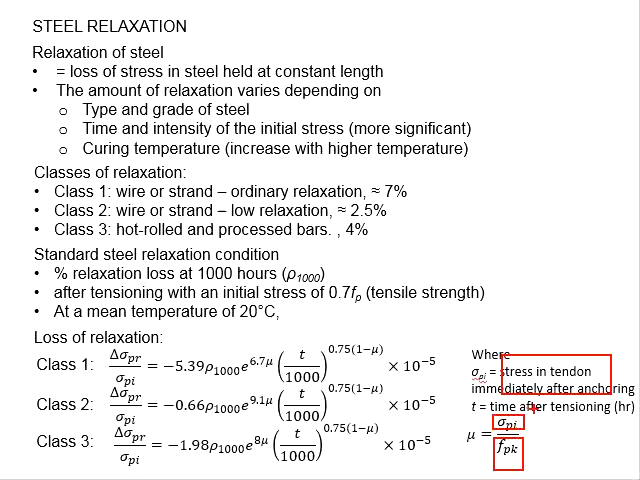 STEEL RELAXATION
Relaxation of steel
• = loss of stress in steel held at constant length
• The amount of relaxation varies depending on
o Type and grade of steel
o Time and intensity of the initial stress (more significant)
o Curing temperature (increase with higher temperature)
Classes of relaxation:
• Class 1: wire or strand – ordinary relaxation, ≈ 7%
• Class 2: wire or strand – low relaxation, ≈ 2.5%
• Class 3: hot-rolled and processed bars. , 4%
Standard steel relaxation condition
• % relaxation loss at 1000 hours (ρ1000)
• after tensioning with an initial stress of 0.7fp (tensile strength)
• At a mean temperature of 20°C,
Loss of relaxation:
Class 1: Δσpr/σpi = −5.39ρ1000e^6.7μ (t/1000)^0.75(1−μ) × 10^−5
Class 2: Δσpr/σpi = −0.66ρ1000e^9.1μ (t/1000)^0.75(1−μ) × 10^−5
Class 3: Δσpr/σpi = −1.98ρ1000e^8μ (t/1000)^0.75(1−μ) × 10^−5
Where
σpi = stress in tendon
immediately after anchoring
t = time after tensioning (hr)
μ = σpi/fpk